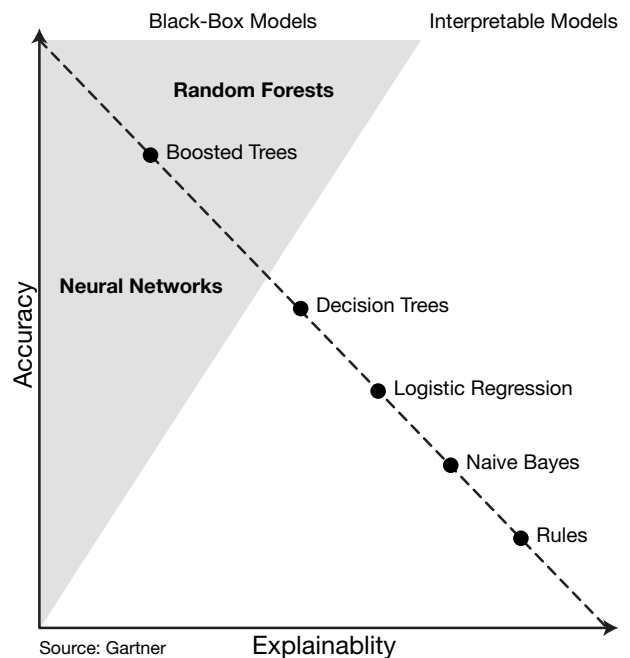 Black-Box Models
Interpretable Models
Random Forests
Boosted Trees
Neural Networks
Decision Trees
Logistic Regression
Naive Bayes
Rules
Accuracy
Source: Gartner
Explainablity